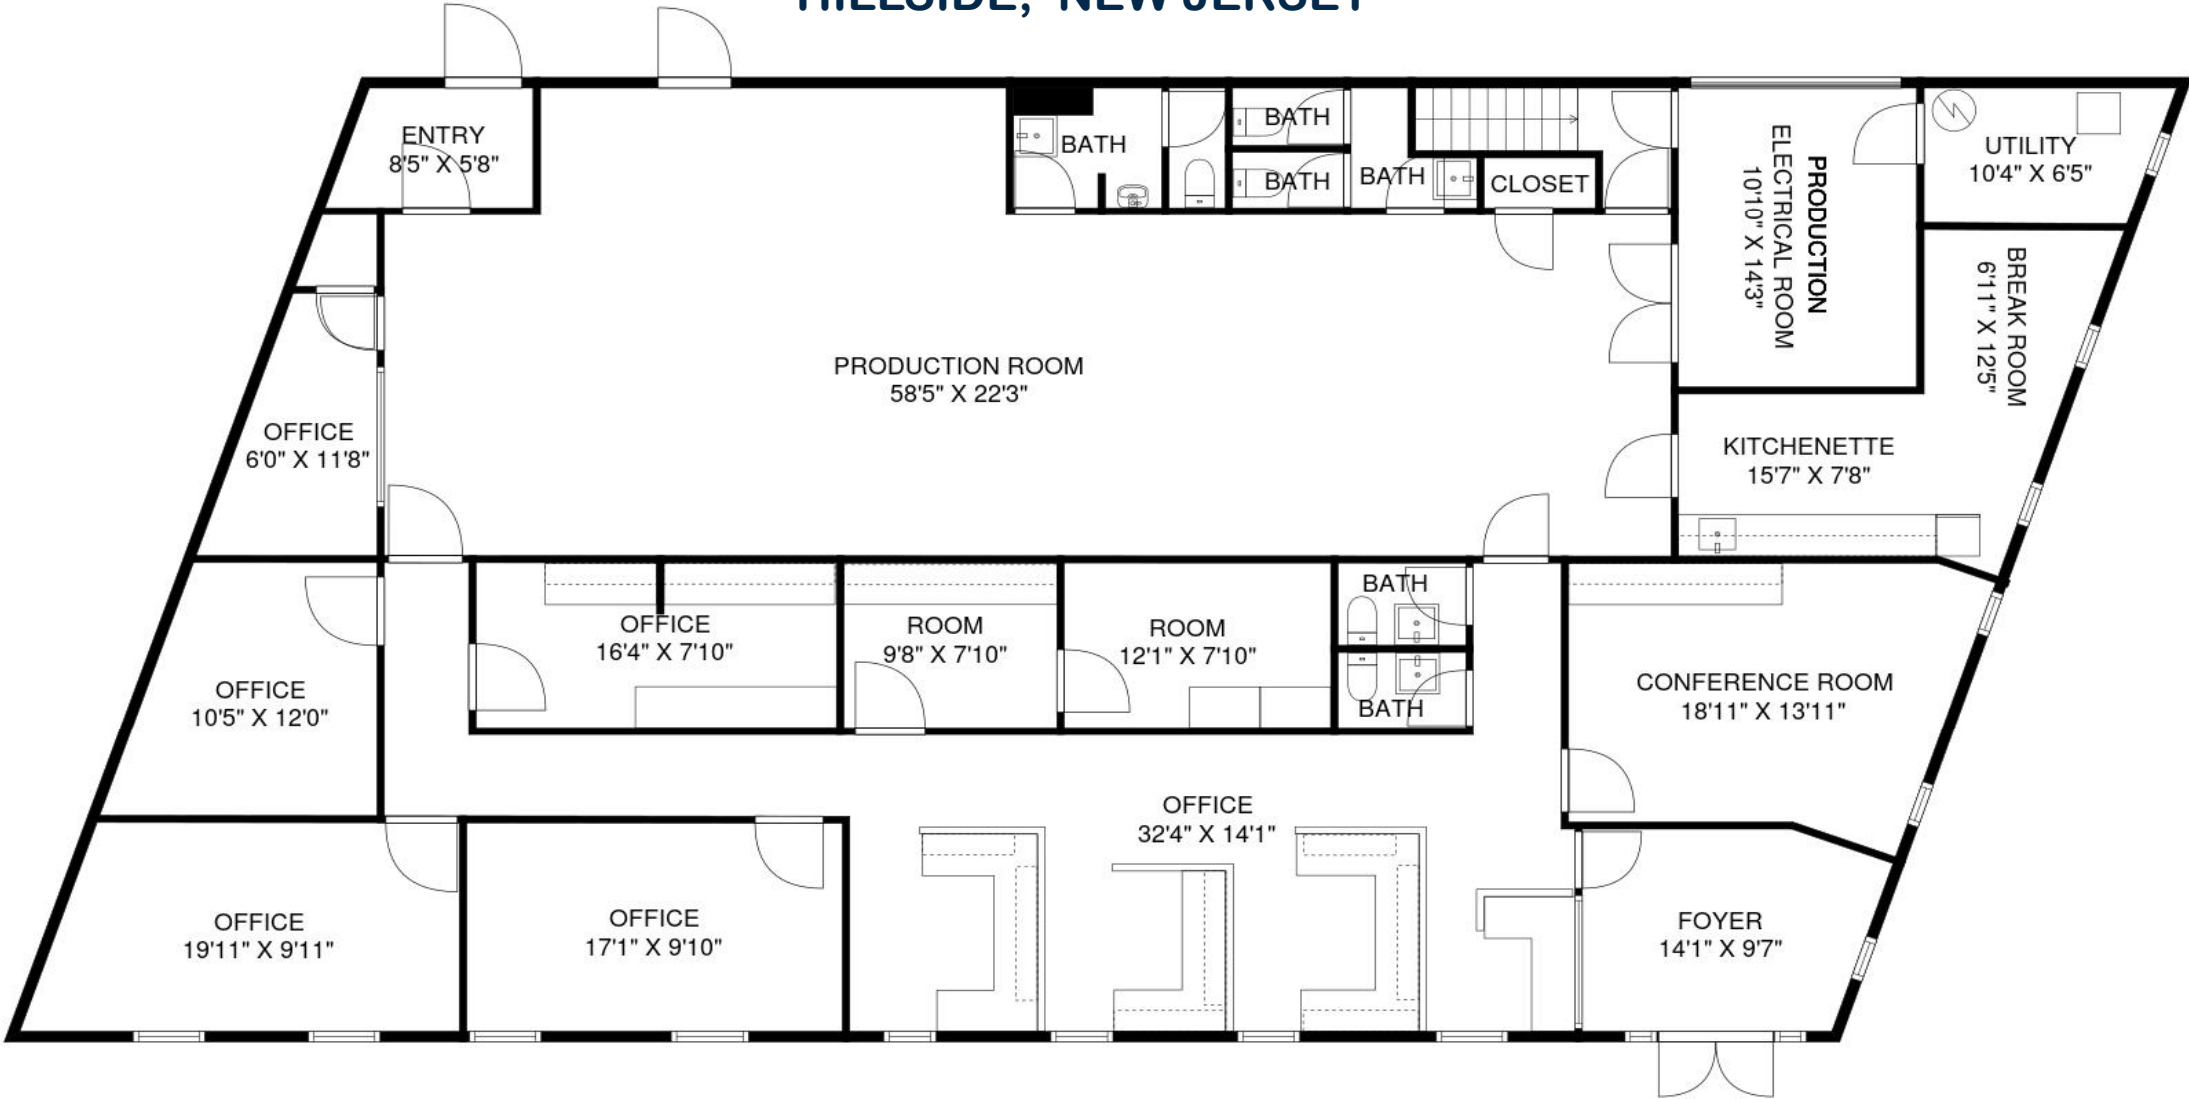 HILLSIDE, NEW JERSEY
ENTRY
8'5" X 5'8"
BATH
BATH
BATH
BATH
CLOSET
PRODUCTION
ELECTRICAL ROOM
10'10" X 14'3"
UTILITY
10'4" X 6'5"
BREAK ROOM
6'11" X 12'5"
PRODUCTION ROOM
58'5" X 22'3"
OFFICE
6'0" X 11'8"
KITCHENETTE
15'7" X 7'8"
OFFICE
16'4" X 7'10"
ROOM
9'8" X 7'10"
ROOM
12'1" X 7'10"
BATH
BATH
OFFICE
10'5" X 12'0"
CONFERENCE ROOM
18'11" X 13'11"
OFFICE
32'4" X 14'1"
OFFICE
19'11" X 9'11"
OFFICE
17'1" X 9'10"
FOYER
14'1" X 9'7"